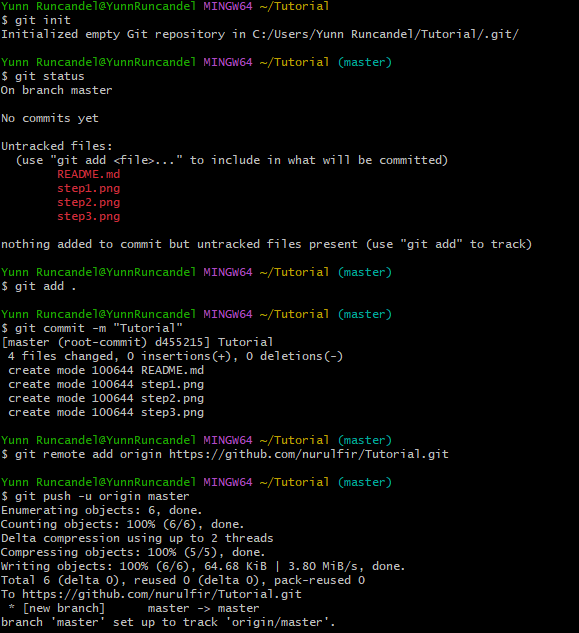 Yunn Runcandel@YunnRuncandel MINGW64 ~/Tutorial
$ git init
Initialized empty Git repository in C:/Users/Yunn Runcandel/Tutorial/.git/
Yunn Runcandel@YunnRuncandel MINGW64 ~/Tutorial (master)
$ git status
On branch master
No commits yet
Untracked files:
  (use "git add <file>..." to include in what will be committed)
        README.md
        step1.png
        step2.png
        step3.png
nothing added to commit but untracked files present (use "git add" to track)
Yunn Runcandel@YunnRuncandel MINGW64 ~/Tutorial (master)
$ git add .
Yunn Runcandel@YunnRuncandel MINGW64 ~/Tutorial (master)
$ git commit -m "Tutorial"
[master (root-commit) d455215] Tutorial
 4 files changed, 0 insertions(+), 0 deletions(-)
 create mode 100644 README.md
 create mode 100644 step1.png
 create mode 100644 step2.png
 create mode 100644 step3.png
Yunn Runcandel@YunnRuncandel MINGW64 ~/Tutorial (master)
$ git remote add origin https://github.com/nurulfir/Tutorial.git
Yunn Runcandel@YunnRuncandel MINGW64 ~/Tutorial (master)
$ git push -u origin master
Enumerating objects: 6, done.
Counting objects: 100% (6/6), done.
Delta compression using up to 2 threads
Compressing objects: 100% (5/5), done.
Writing objects: 100% (6/6), 64.68 KiB | 3.80 MiB/s, done.
Total 6 (delta 0), reused 0 (delta 0), pack-reused 0
To https://github.com/nurulfir/Tutorial.git
 * [new branch]      master -> master
branch 'master' set up to track 'origin/master'.